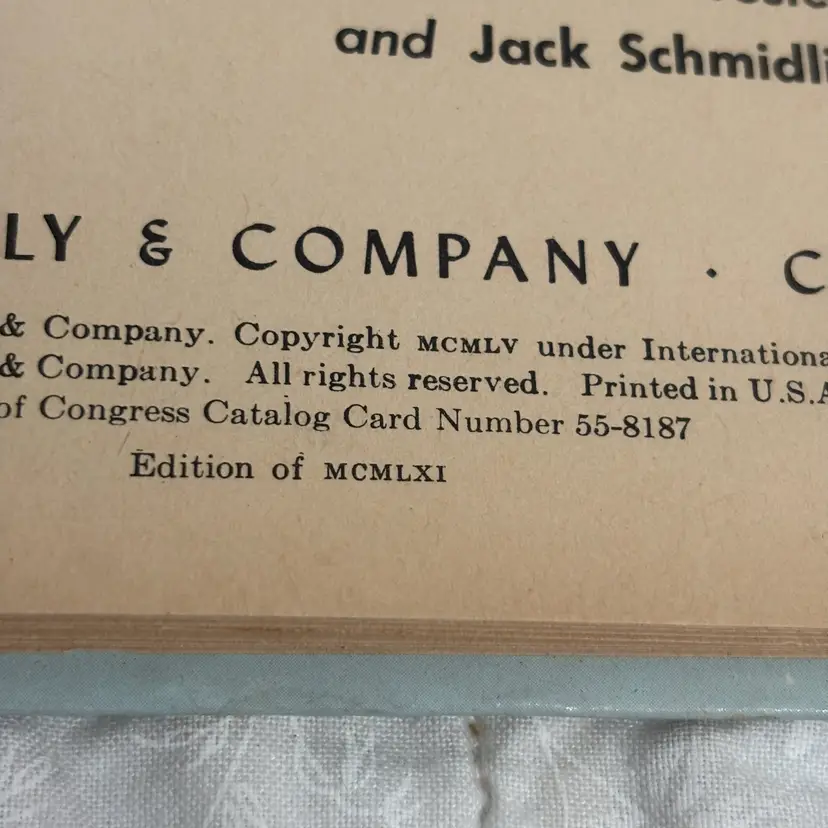 and Jack Schmidli
LY & COMPANY · C
& Company. Copyright MCMLV under Internationa
& Company. All rights reserved. Printed in U.S.A
of Congress Catalog Card Number 55-8187
Edition of MCMLXI